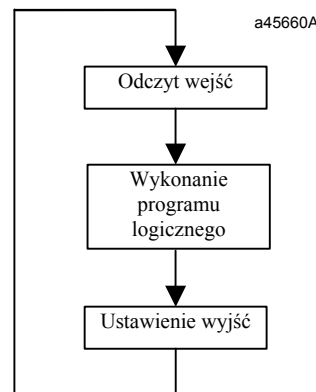 a45660A
Odczyt wejść
Wykonanie
programu
logicznego
Ustawienie wyjść